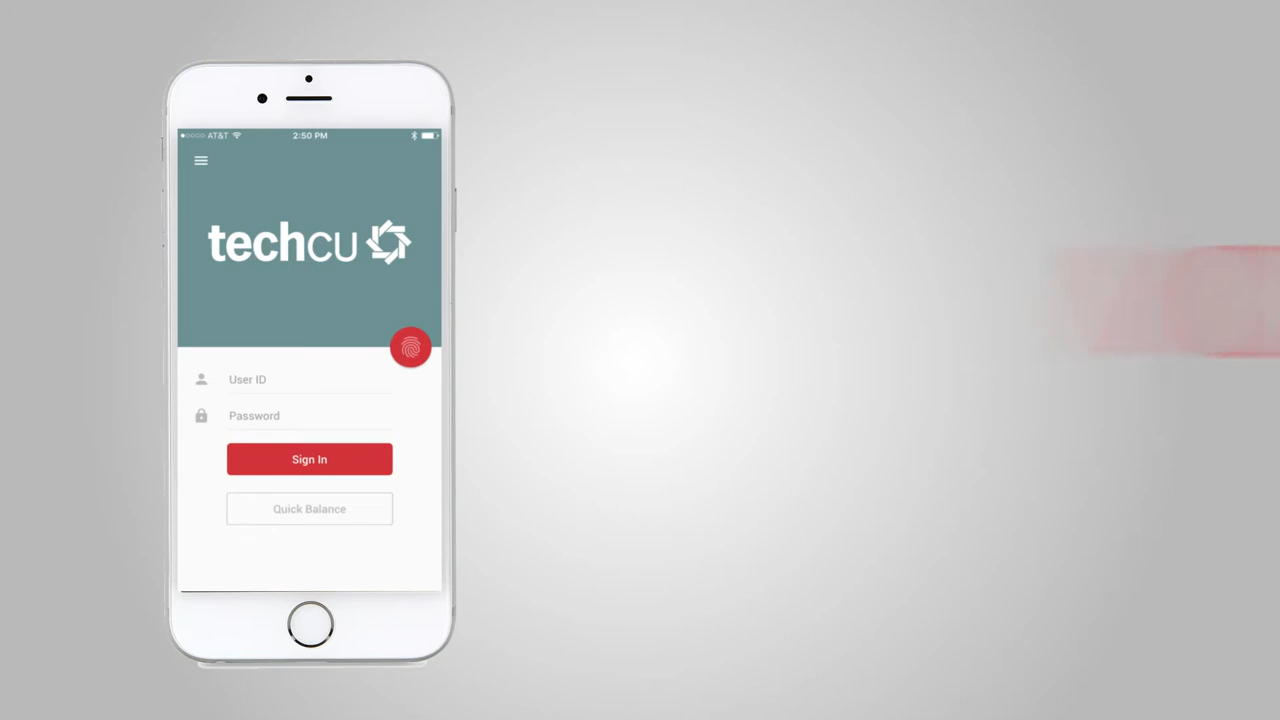 AT&T
2:50 PM
techcu
User ID
Password
Sign In
Quick Balance